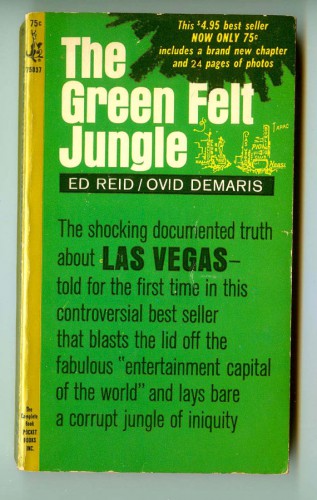 75¢
75037
This $4.95 best seller
NOW ONLY 75¢
includes a brand new chapter
and 24 pages of photos
The
Green Felt
Jungle
ED REID/OVID DEMARIS
The shocking documented truth
about LAS VEGAS—
told for the first time in this
controversial best seller
that blasts the lid off the
fabulous "entertainment capital
of the world" and lays bare
a corrupt jungle of iniquity
The
Complete
Book
POCKET
BOOKS
INC.